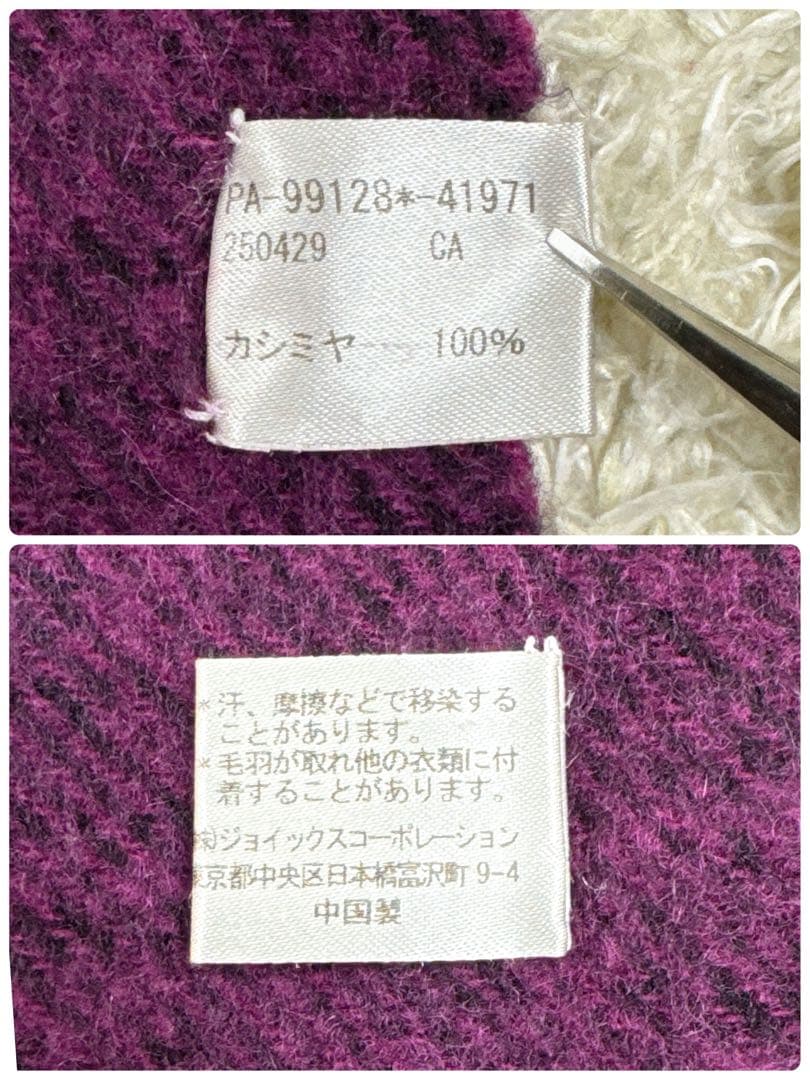 PA-99128*-41971
250429 CA
カシミヤ 100%
*汗、摩擦などで移染する
ことがあります。
*毛羽が取れ他の衣類に付
着することがあります。
㈱ジョイックスコーポレーション
東京都中央区日本橋富沢町9-4
中国製